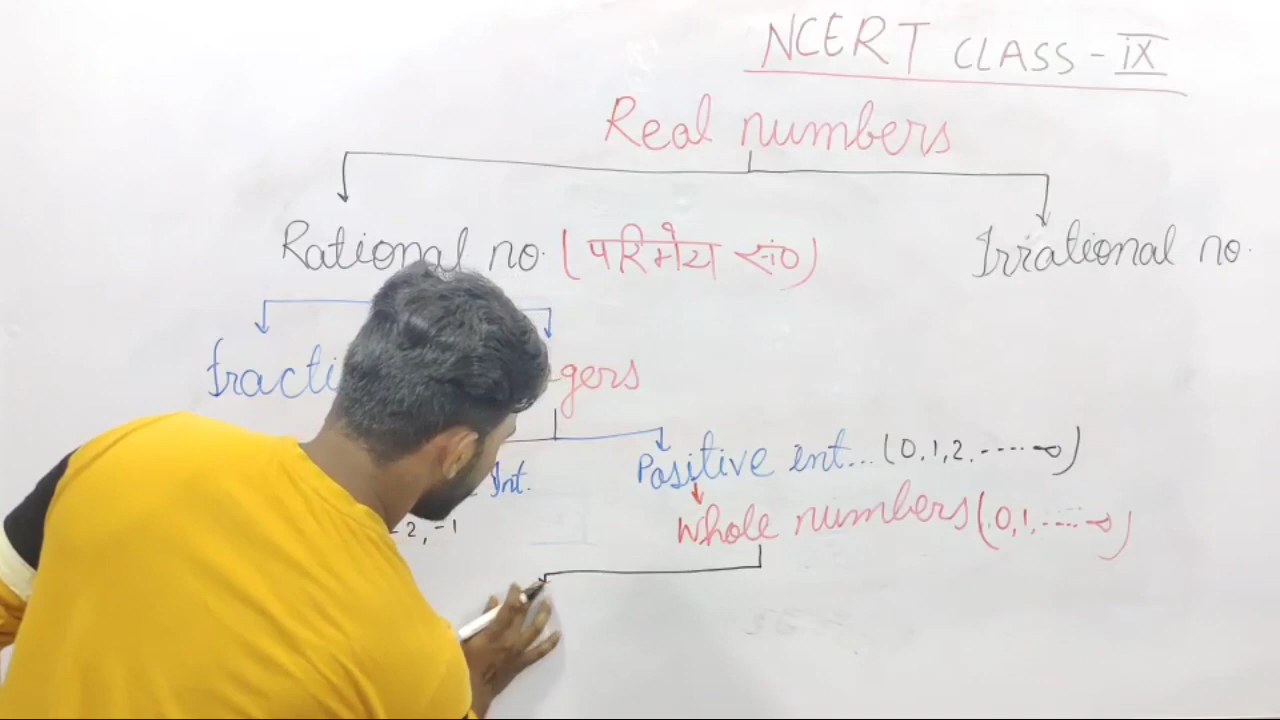 NCERT CLASS - IX
Real numbers
Rational no. (परिमेय सं०)
Irrational no.
Int.
Positive int... (0,1,2,.....∞)
-2, -1
Whole numbers (0,1,.....∞)